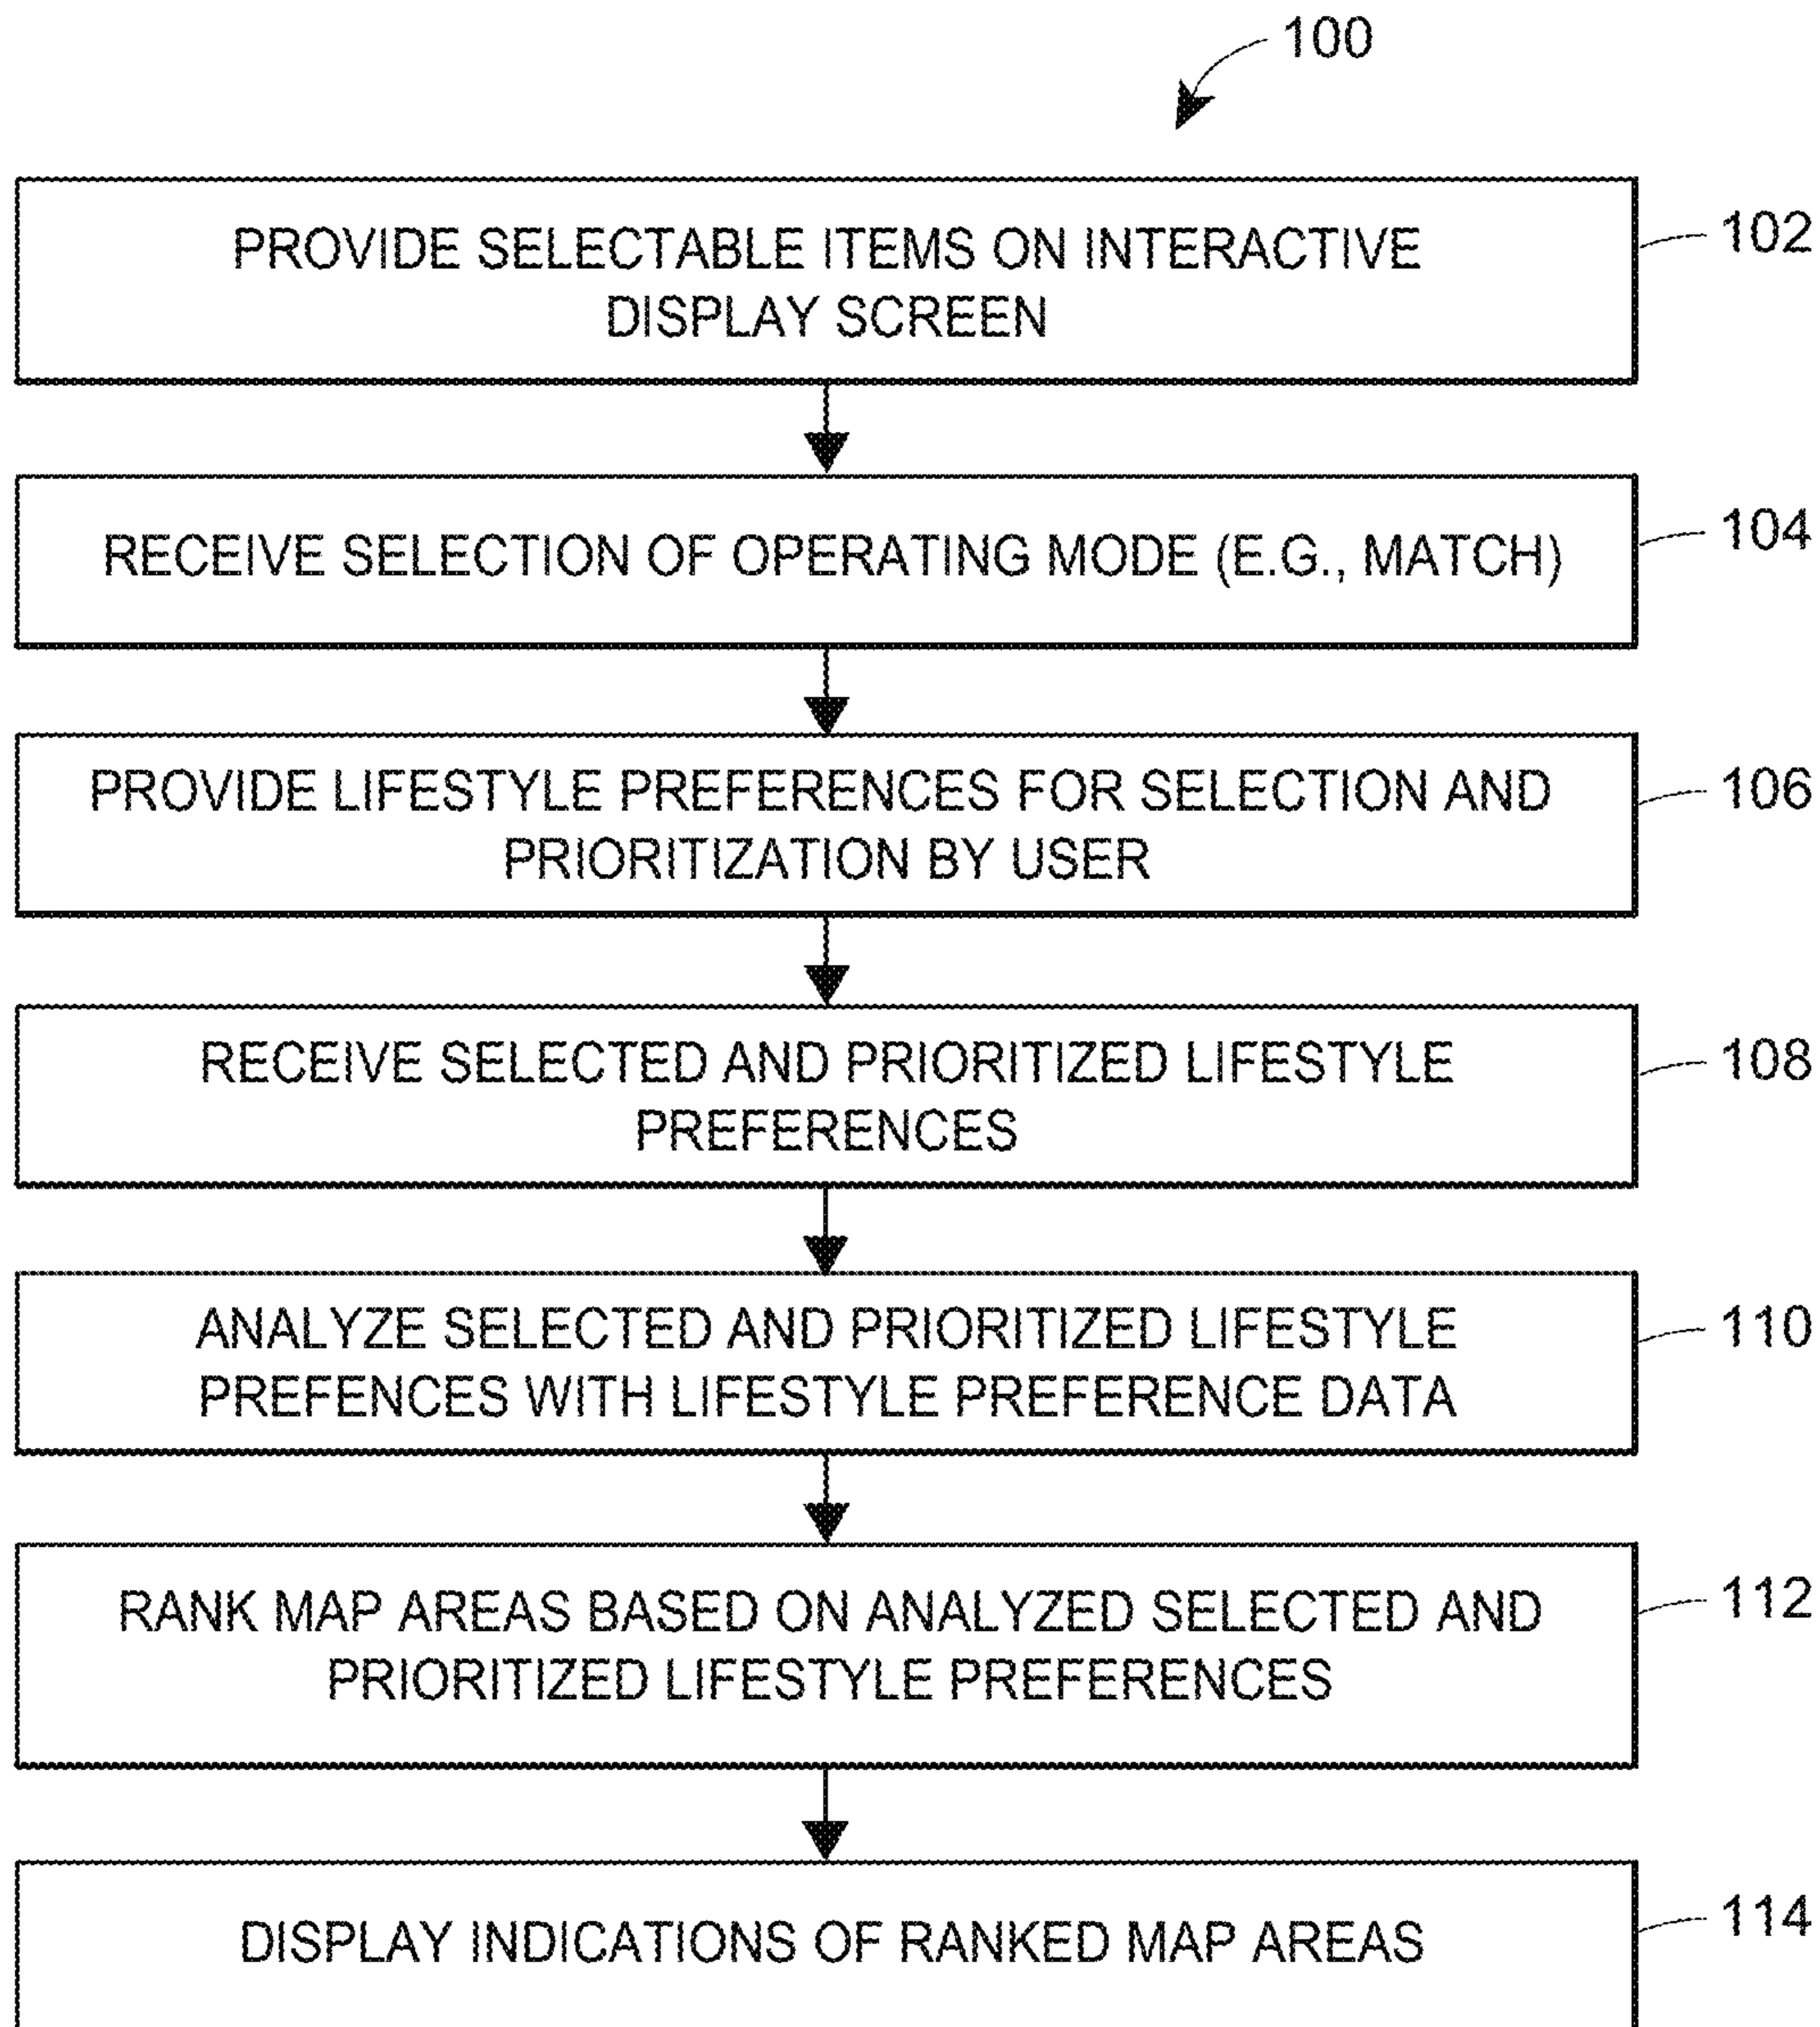 100
PROVIDE SELECTABLE ITEMS ON INTERACTIVE
DISPLAY SCREEN
102
RECEIVE SELECTION OF OPERATING MODE (E.G., MATCH)
104
PROVIDE LIFESTYLE PREFERENCES FOR SELECTION AND
PRIORITIZATION BY USER
106
RECEIVE SELECTED AND PRIORITIZED LIFESTYLE
PREFERENCES
108
ANALYZE SELECTED AND PRIORITIZED LIFESTYLE
PREFENCES WITH LIFESTYLE PREFERENCE DATA
110
RANK MAP AREAS BASED ON ANALYZED SELECTED AND
PRIORITIZED LIFESTYLE PREFERENCES
112
DISPLAY INDICATIONS OF RANKED MAP AREAS
114